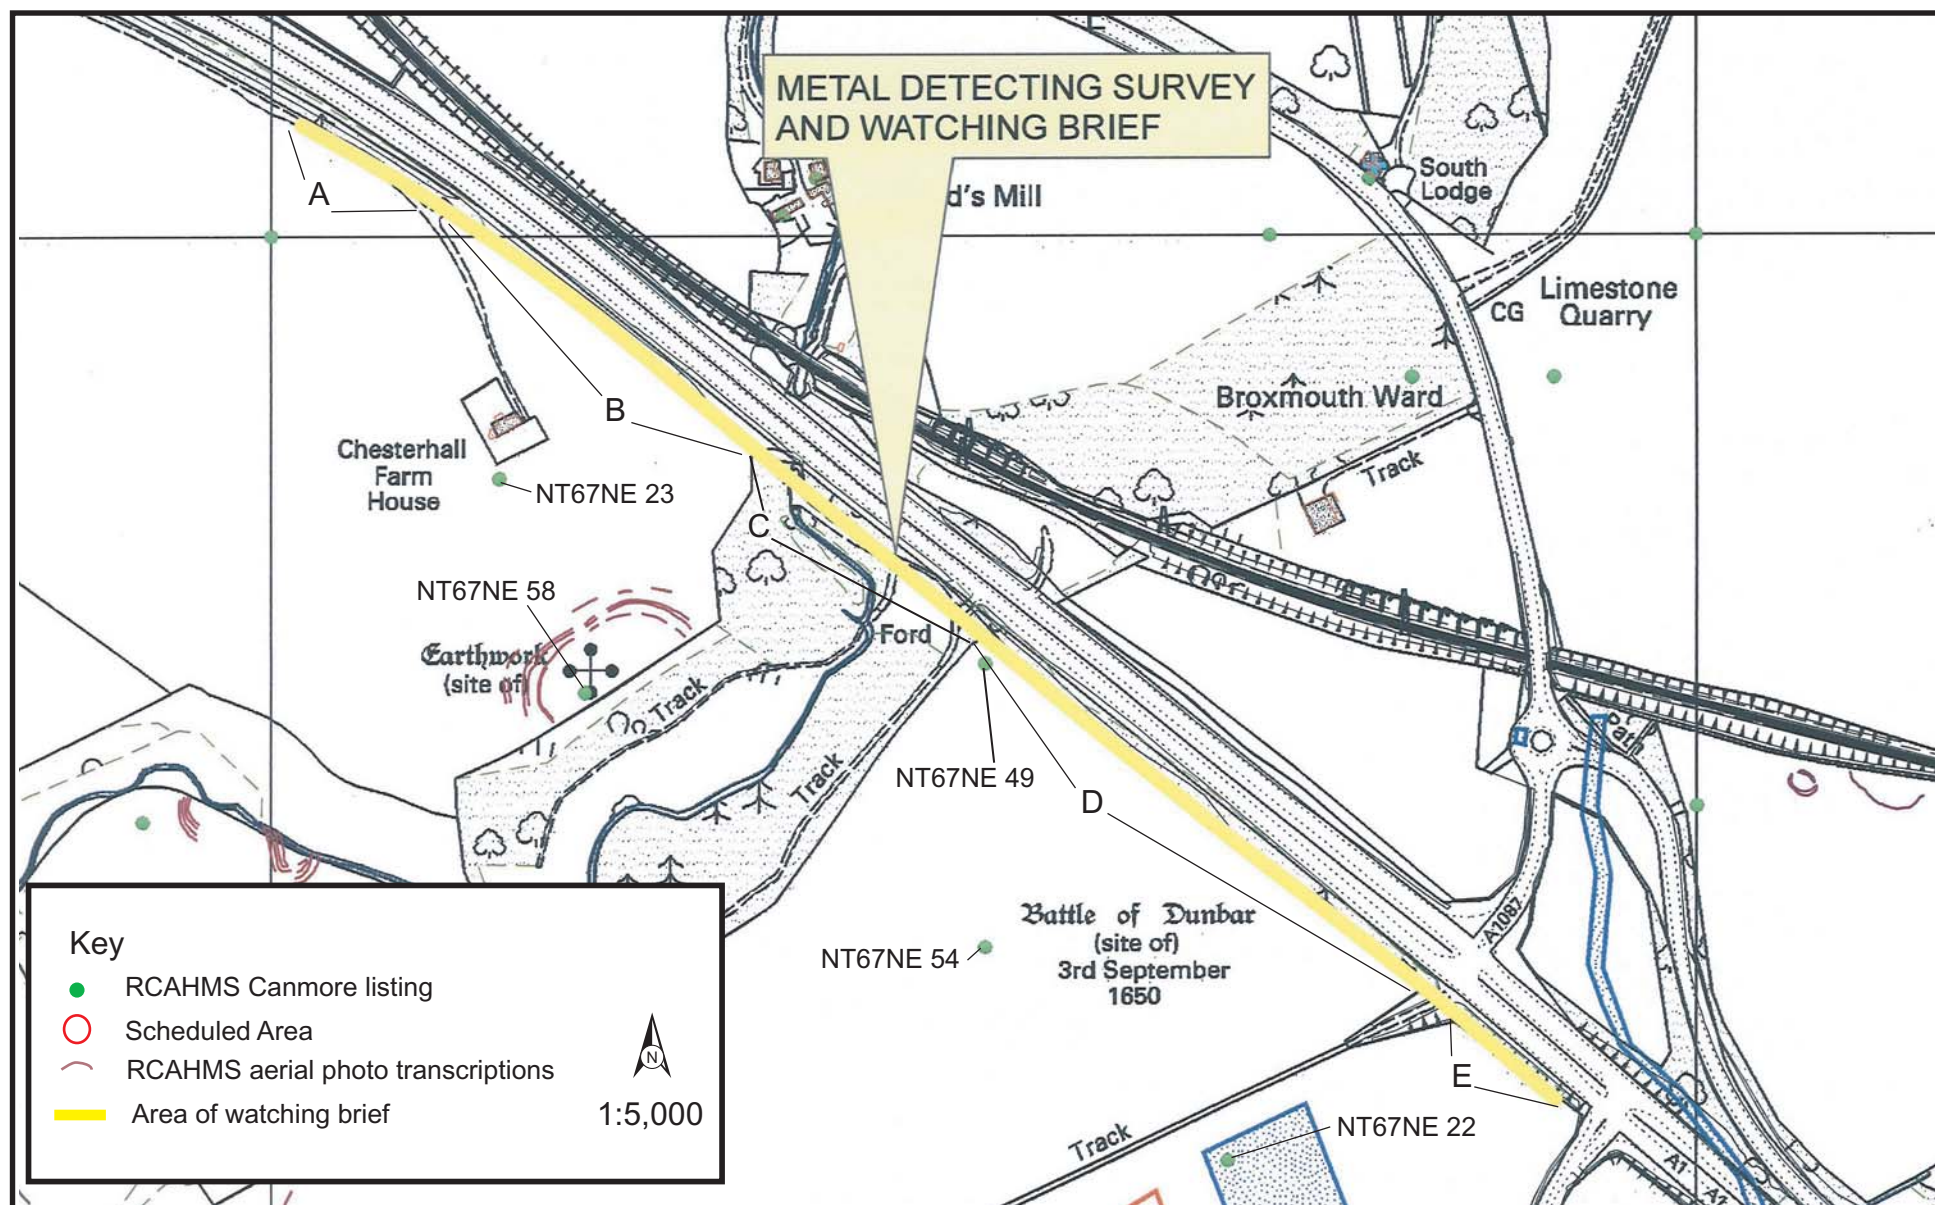 METAL DETECTING SURVEY
AND WATCHING BRIEF
d's Mill
South
Lodge
A
Limestone
Quarry
CG
Broxmouth Ward
B
Track
Chesterhall
Farm
House
NT67NE 23
C
NT67NE 58
Ford
Earthwork
(site of)
Track
Path
NT67NE 49
Track
D
Battle of Dunbar
(site of)
3rd September
1650
NT67NE 54
A1087
E
Track
NT67NE 22
A1
A1
Key
RCAHMS Canmore listing
Scheduled Area
RCAHMS aerial photo transcriptions
Area of watching brief
N
1:5,000